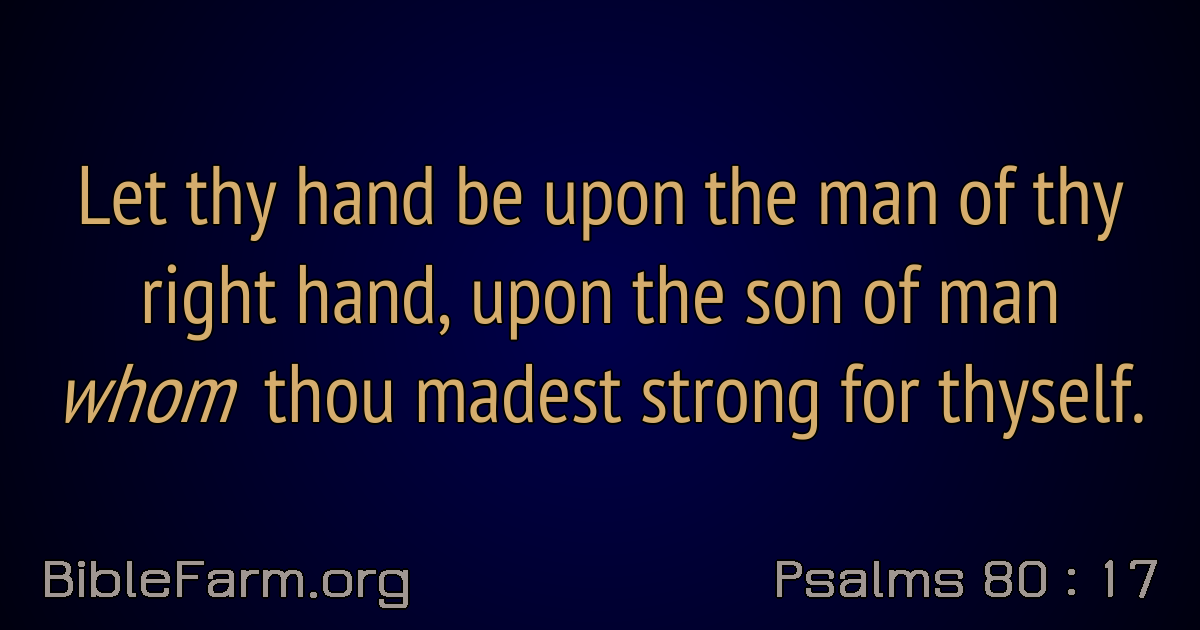 Let thy hand be upon the man of thy
right hand, upon the son of man
whom thou madest strong for thyself.
BibleFarm.org
Psalms 80 : 17